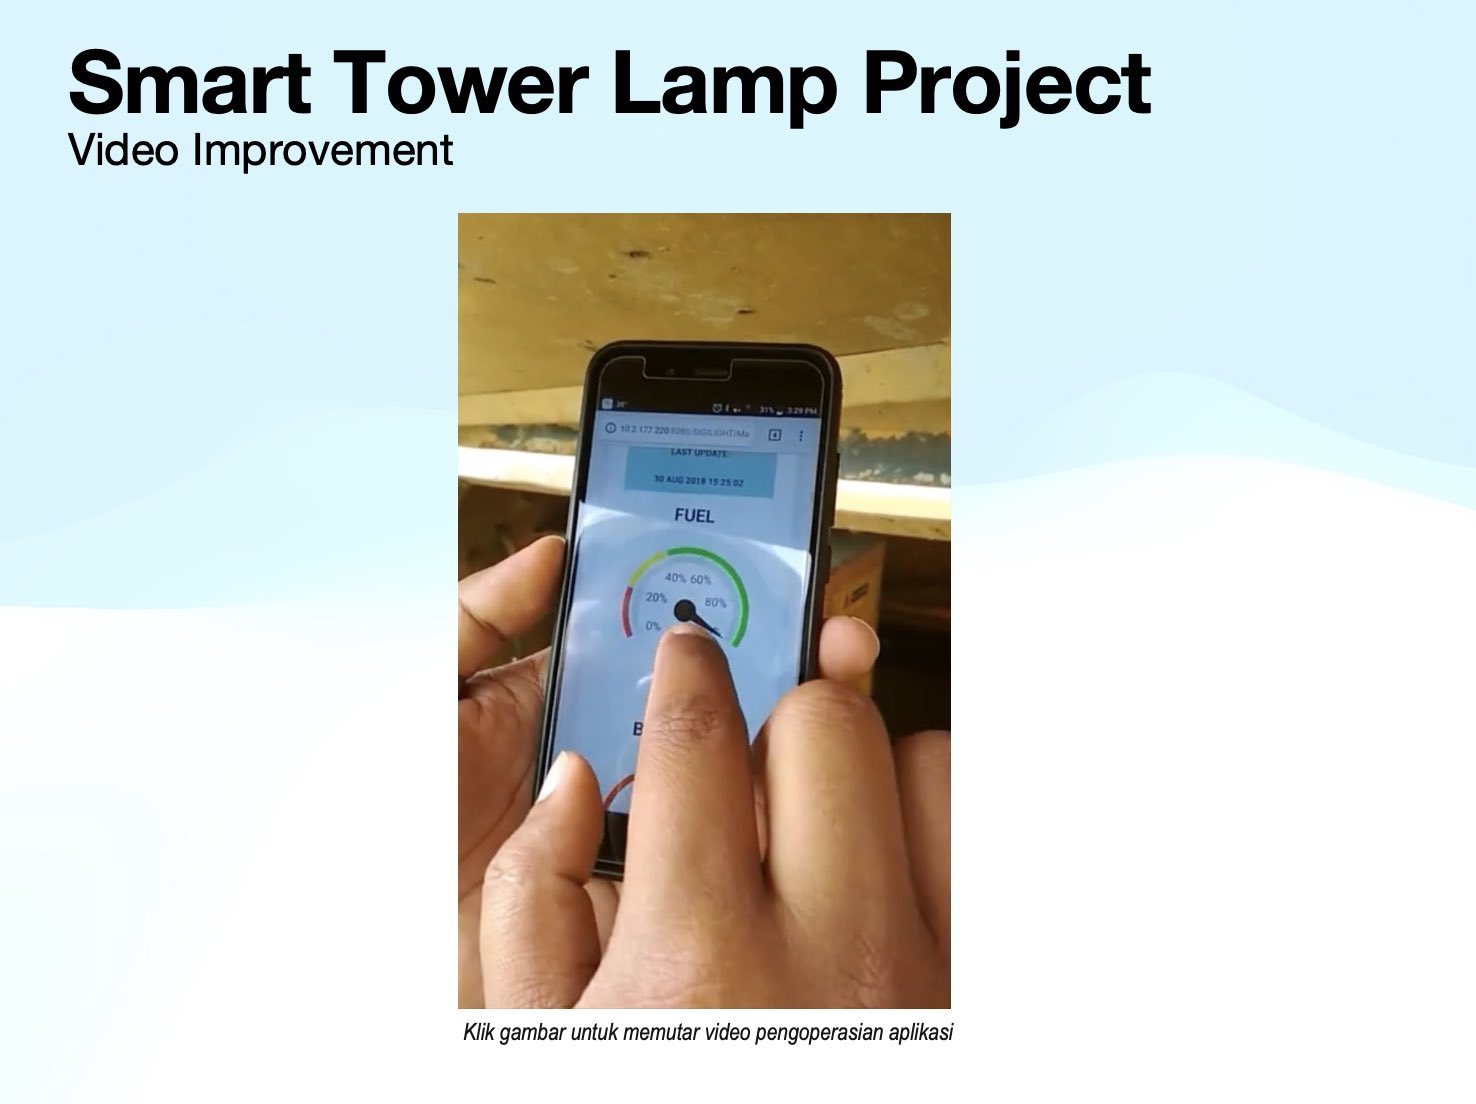 Smart Tower Lamp Project
Video Improvement
31% 3:29 PM
10.2.177.220:8080/DIGILIGHT/Ma
LAST UPDATE
30 AUG 2018 15:25:02
FUEL
40% 60%
20% 80%
0%
Klik gambar untuk memutar video pengoperasian aplikasi